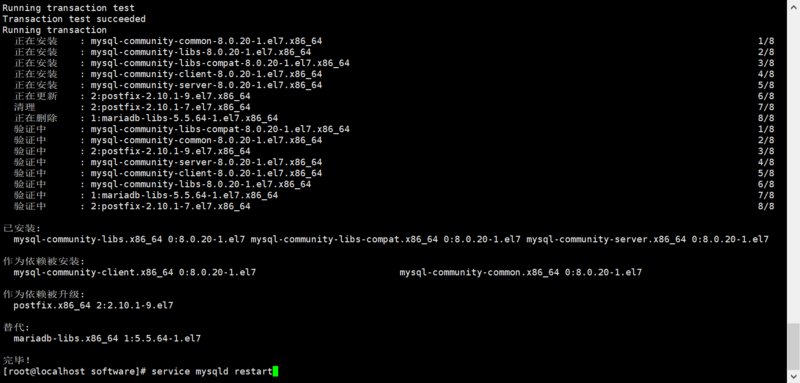 Running transaction test
Transaction test succeeded
Running transaction
正在安装 : mysql-community-common-8.0.20-1.el7.x86_64 1/8
正在安装 : mysql-community-libs-8.0.20-1.el7.x86_64 2/8
正在安装 : mysql-community-libs-compat-8.0.20-1.el7.x86_64 3/8
正在安装 : mysql-community-client-8.0.20-1.el7.x86_64 4/8
正在安装 : mysql-community-server-8.0.20-1.el7.x86_64 5/8
正在更新 : 2:postfix-2.10.1-9.el7.x86_64 6/8
清理 : 2:postfix-2.10.1-7.el7.x86_64 7/8
正在删除 : 1:mariadb-libs-5.5.64-1.el7.x86_64 8/8
验证中 : mysql-community-libs-compat-8.0.20-1.el7.x86_64 1/8
验证中 : mysql-community-common-8.0.20-1.el7.x86_64 2/8
验证中 : 2:postfix-2.10.1-9.el7.x86_64 3/8
验证中 : mysql-community-server-8.0.20-1.el7.x86_64 4/8
验证中 : mysql-community-client-8.0.20-1.el7.x86_64 5/8
验证中 : mysql-community-libs-8.0.20-1.el7.x86_64 6/8
验证中 : 1:mariadb-libs-5.5.64-1.el7.x86_64 7/8
验证中 : 2:postfix-2.10.1-7.el7.x86_64 8/8
已安装:
mysql-community-libs.x86_64 0:8.0.20-1.el7 mysql-community-libs-compat.x86_64 0:8.0.20-1.el7 mysql-community-server.x86_64 0:8.0.20-1.el7
作为依赖被安装:
mysql-community-client.x86_64 0:8.0.20-1.el7 mysql-community-common.x86_64 0:8.0.20-1.el7
作为依赖被升级:
postfix.x86_64 2:2.10.1-9.el7
替代:
mariadb-libs.x86_64 1:5.5.64-1.el7
完毕!
[root@localhost software]# service mysqld restart